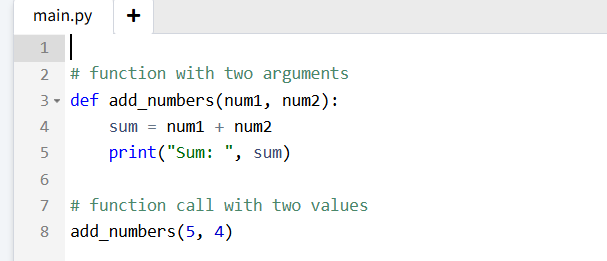 main.py +
1
2 # function with two arguments
3 def add_numbers(num1, num2):
4     sum = num1 + num2
5     print("Sum: ", sum)
6
7 # function call with two values
8 add_numbers(5, 4)